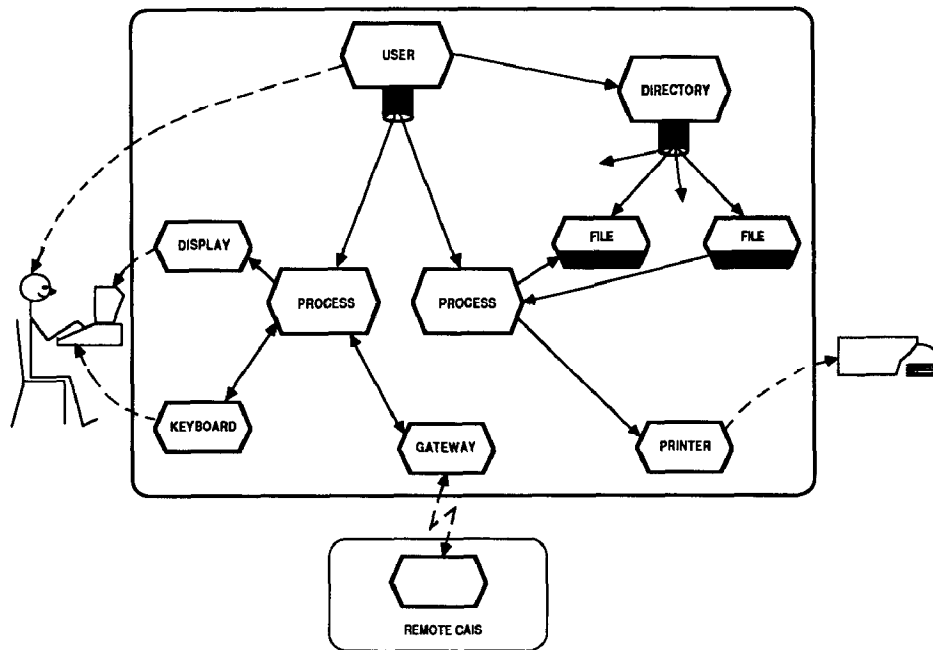 USER
DIRECTORY
DISPLAY
FILE
FILE
PROCESS
PROCESS
KEYBOARD
GATEWAY
PRINTER
REMOTE CAIS